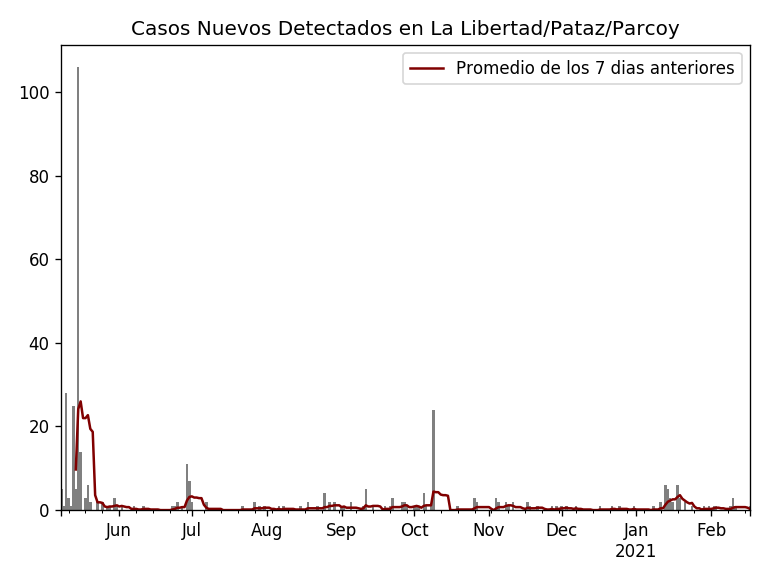 Casos Nuevos Detectados en La Libertad/Pataz/Parcoy
Promedio de los 7 dias anteriores
100
80
60
40
20
0
Jun Jul Aug Sep Oct Nov Dec Jan Feb
2021